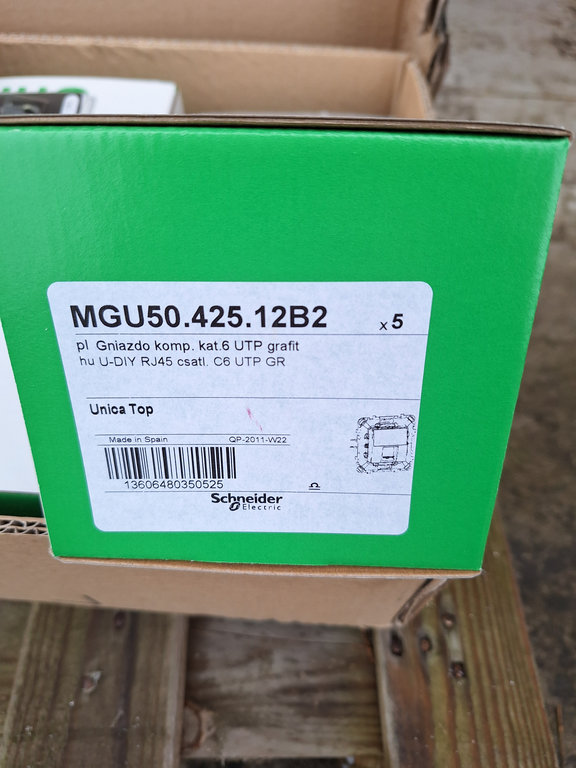 MGU50.425.12B2 x5
pl Gniazdo komp. kat.6 UTP grafit
hu U-DIY RJ45 csatl. C6 UTP GR
Unica Top
Made in Spain QP-2011-W22
13606480350525
Schneider
Electric